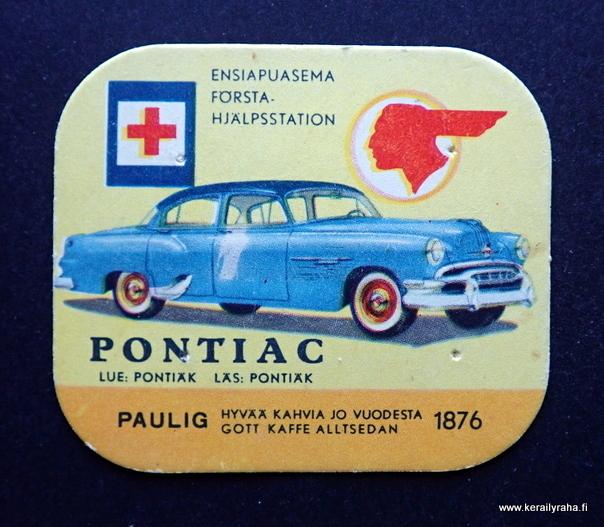 ENSIAPUASEMA
FÖRSTA-
HJÄLPSSTATION
PONTIAC
LUE: PONTIÄK LÄS: PONTIÄK
PAULIG HYVÄÄ KAHVIA JO VUODESTA 1876
GOTT KAFFE ALLTSEDAN
www.kerailyraha.fi